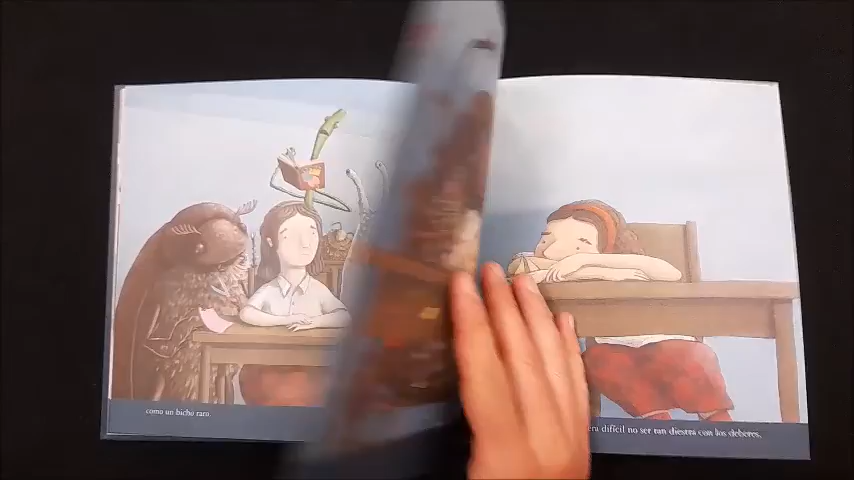 como un bicho raro
era difícil no ser tan diestra con los deberes,